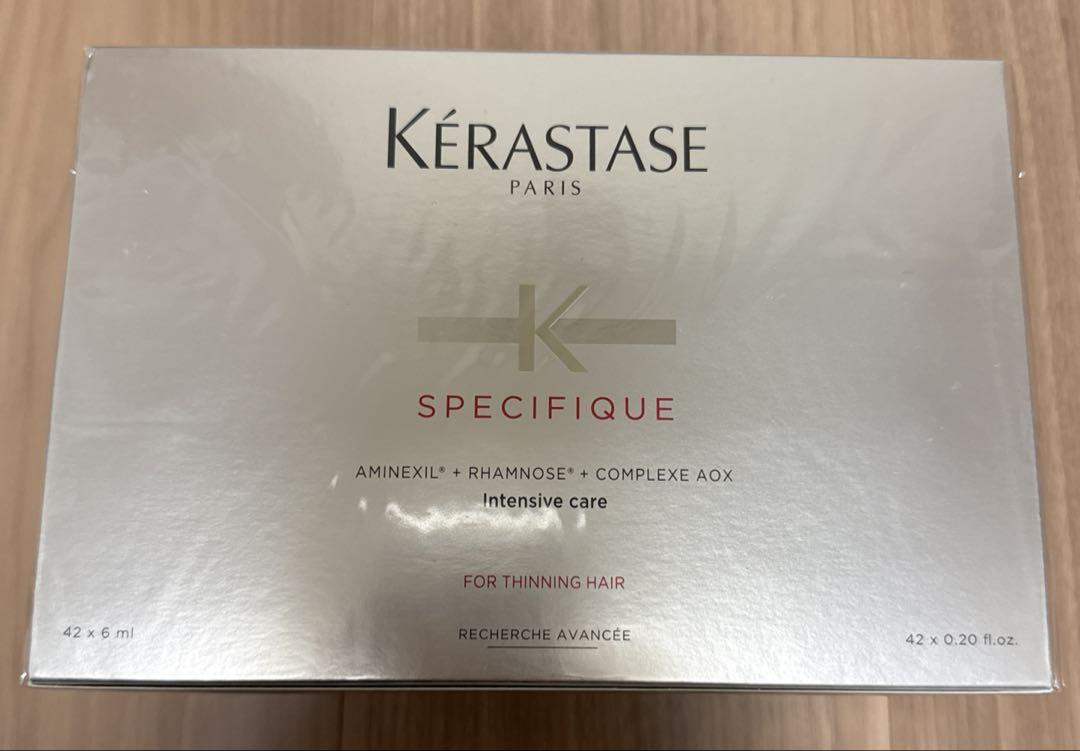 KÉRASTASE
PARIS
K
SPECIFIQUE
AMINEXIL® + RHAMNOSE® + COMPLEXE AOX
Intensive care
FOR THINNING HAIR
42 x 6 ml
RECHERCHE AVANCÉE
42 x 0.20 fl.oz.